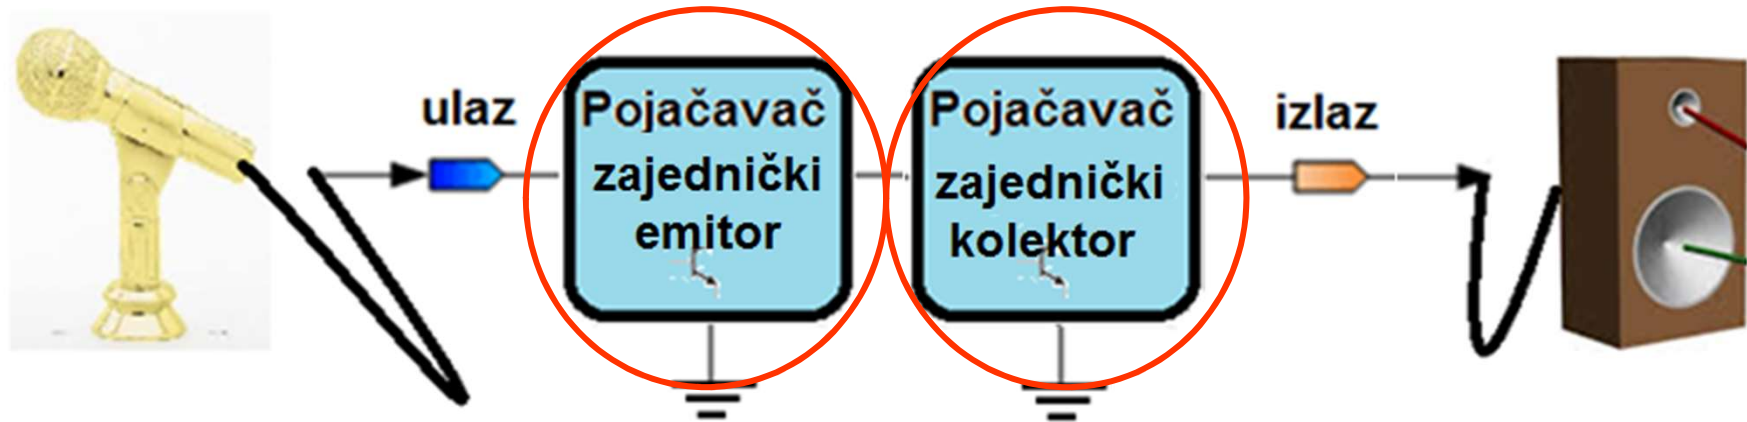 ulaz
Pojačavač
zajednički
emitor
Pojačavač
zajednički
kolektor
izlaz